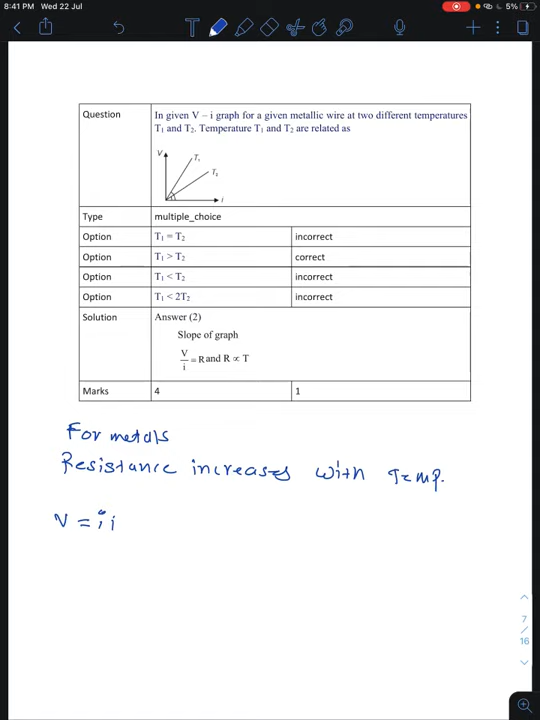 8:41 PM Wed 22 Jul
5%
Question
In given V – i graph for a given metallic wire at two different temperatures
T₁ and T₂. Temperature T₁ and T₂ are related as
V
T₁
T₂
i
Type multiple_choice
Option T₁ = T₂ incorrect
Option T₁ > T₂ correct
Option T₁ < T₂ incorrect
Option T₁ < 2T₂ incorrect
Solution Answer (2)
Slope of graph
V/i = R and R ∝ T
Marks 4 1
For metals
Resistance increases with Temp.
V = i i
7
/
16